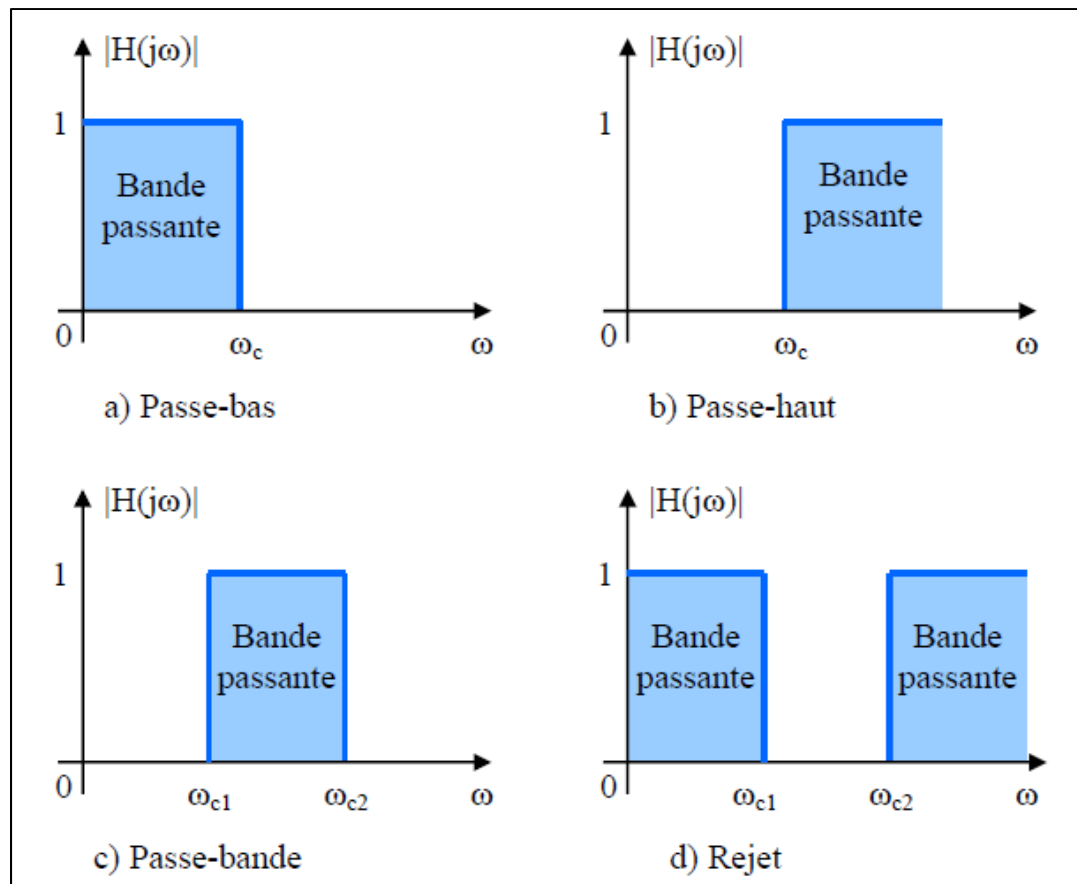 |H(jω)|
1
Bande
passante
0
ωc
ω
a) Passe-bas
|H(jω)|
1
Bande
passante
0
ωc
ω
b) Passe-haut
|H(jω)|
1
Bande
passante
0
ωc1
ωc2
ω
c) Passe-bande
|H(jω)|
1
Bande
passante
Bande
passante
0
ωc1
ωc2
ω
d) Rejet